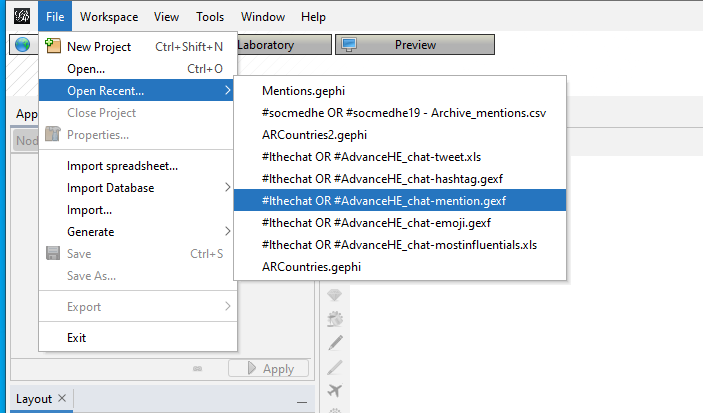 File Workspace View Tools Window Help
Laboratory Preview
New Project Ctrl+Shift+N
Open... Ctrl+O
Open Recent...
Close Project
Properties...
Import spreadsheet...
Import Database
Import...
Generate
Save Ctrl+S
Save As...
Export
Exit
Mentions.gephi
#socmedhe OR #socmedhe19 - Archive_mentions.csv
ARCountries2.gephi
#lthechat OR #AdvanceHE_chat-tweet.xls
#lthechat OR #AdvanceHE_chat-hashtag.gexf
#lthechat OR #AdvanceHE_chat-mention.gexf
#lthechat OR #AdvanceHE_chat-emoji.gexf
#lthechat OR #AdvanceHE_chat-mostinfluentials.xls
ARCountries.gephi
App
Nod
Apply
Layout